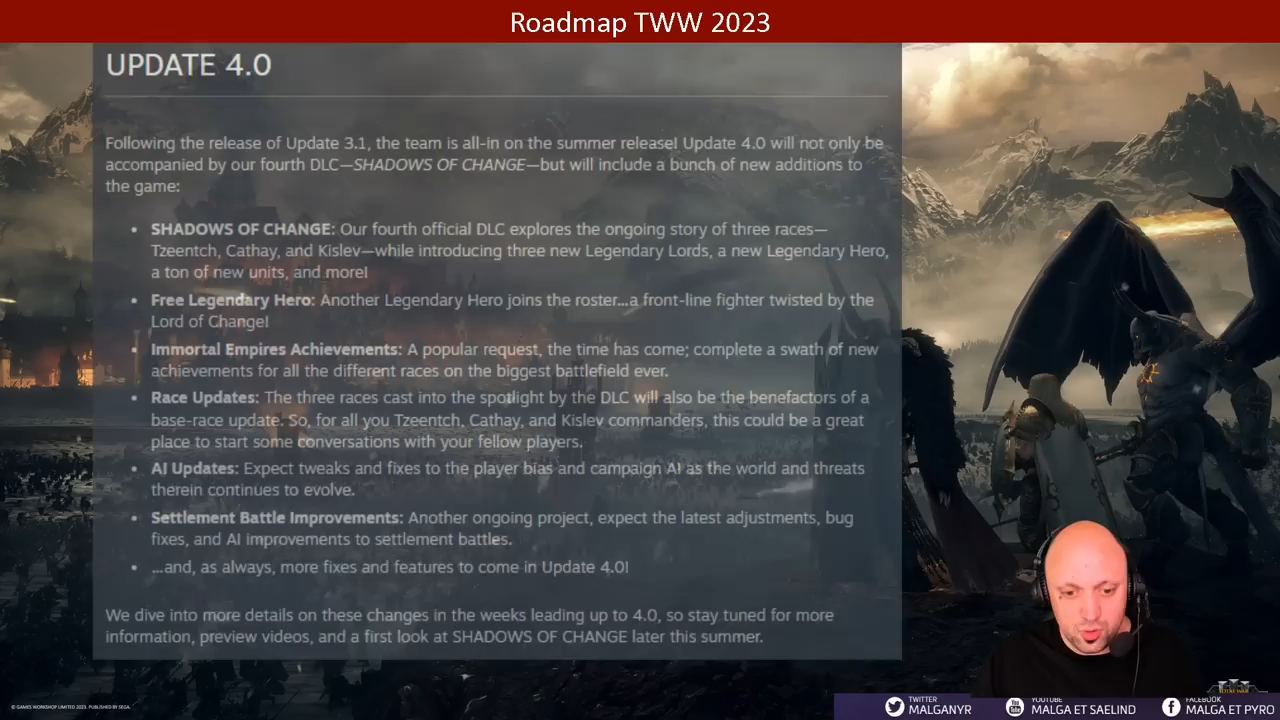 Roadmap TWW 2023
UPDATE 4.0
Following the release of Update 3.1, the team is all-in on the summer release! Update 4.0 will not only be
accompanied by our fourth DLC—SHADOWS OF CHANGE—but will include a bunch of new additions to
the game:
• SHADOWS OF CHANGE: Our fourth official DLC explores the ongoing story of three races—
Tzeentch, Cathay, and Kislev—while introducing three new Legendary Lords, a new Legendary Hero,
a ton of new units, and more!
• Free Legendary Hero: Another Legendary Hero joins the roster...a front-line fighter twisted by the
Lord of Change!
• Immortal Empires Achievements: A popular request, the time has come; complete a swath of new
achievements for all the different races on the biggest battlefield ever.
• Race Updates: The three races cast into the spotlight by the DLC will also be the benefactors of a
base-race update. So, for all you Tzeentch, Cathay, and Kislev commanders, this could be a great
place to start some conversations with your fellow players.
• AI Updates: Expect tweaks and fixes to the player bias and campaign AI as the world and threats
therein continues to evolve.
• Settlement Battle Improvements: Another ongoing project, expect the latest adjustments, bug
fixes, and AI improvements to settlement battles.
• ...and, as always, more fixes and features to come in Update 4.0!
We dive into more details on these changes in the weeks leading up to 4.0, so stay tuned for more
information, preview videos, and a first look at SHADOWS OF CHANGE later this summer.
© GAMES WORKSHOP LIMITED 2023. PUBLISHED BY SEGA.
TWITTER
MALGANYR
YOUTUBE
MALGA ET SAELIND
FACEBOOK
MALGA ET PYRO